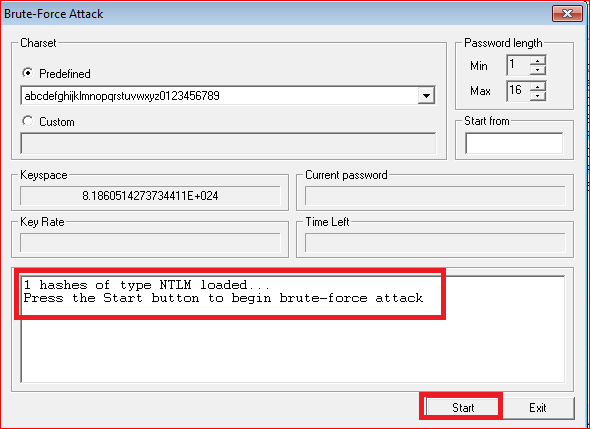 Brute-Force Attack
Charset
Predefined
abcdefghijklmnopqrstuvwxyz0123456789
Custom
Password length
Min 1
Max 16
Start from
Keyspace
8.1860514273734411E+024
Current password
Key Rate
Time Left
1 hashes of type NTLM loaded...
Press the Start button to begin brute-force attack
Start
Exit